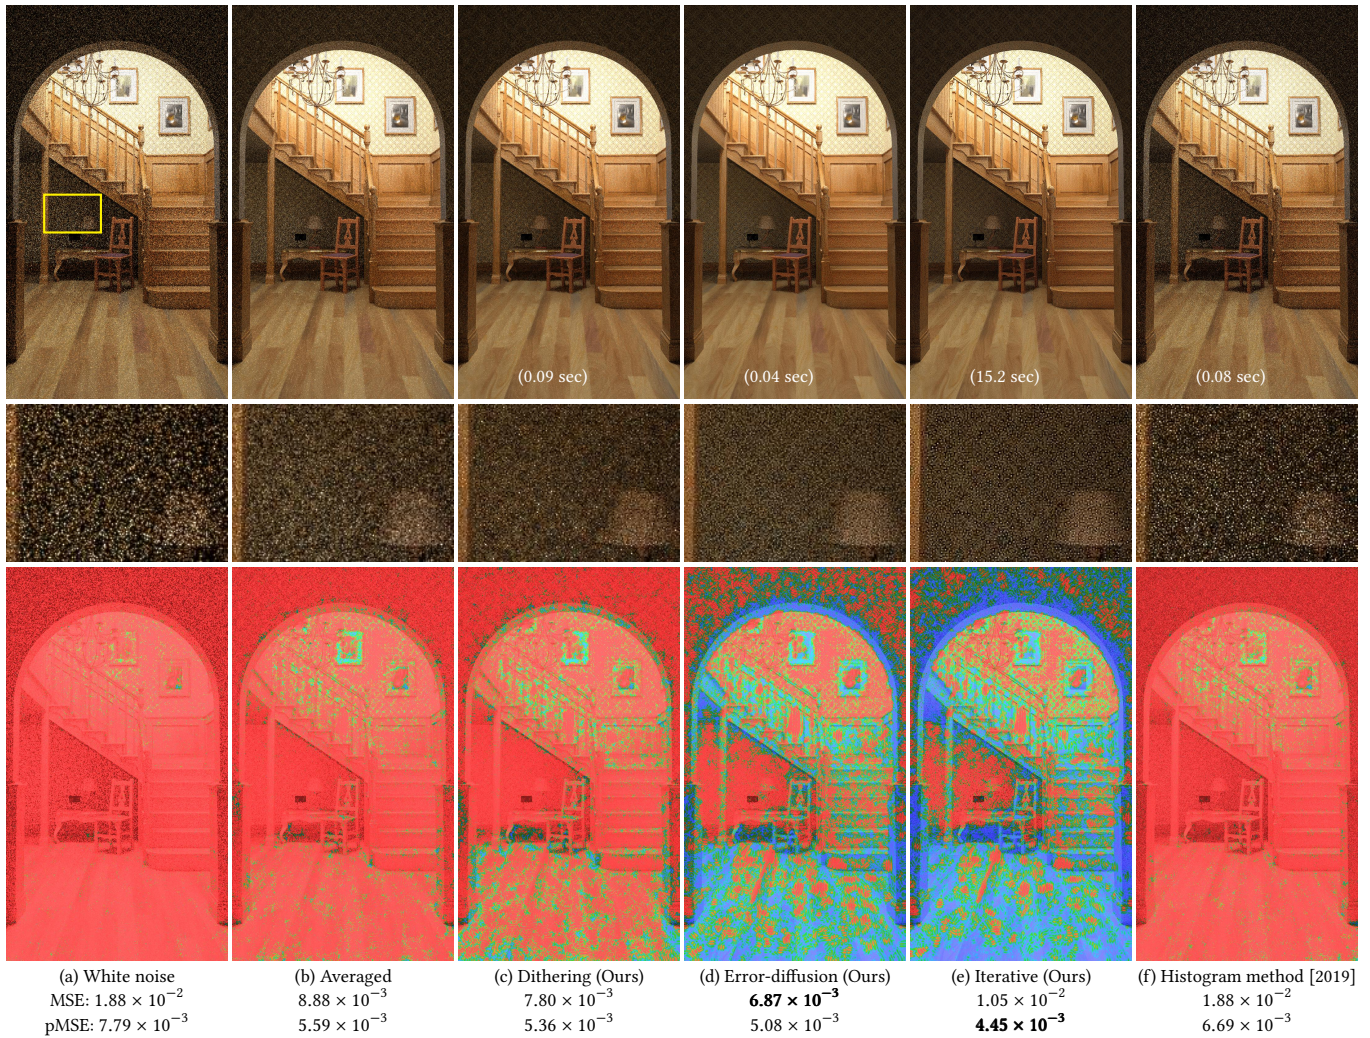 (0.09 sec)
(0.04 sec)
(15.2 sec)
(0.08 sec)
(a) White noise
MSE: 1.88 × 10⁻²
pMSE: 7.79 × 10⁻³
(b) Averaged
8.88 × 10⁻³
5.59 × 10⁻³
(c) Dithering (Ours)
7.80 × 10⁻³
5.36 × 10⁻³
(d) Error-diffusion (Ours)
6.87 × 10⁻³
5.08 × 10⁻³
(e) Iterative (Ours)
1.05 × 10⁻²
4.45 × 10⁻³
(f) Histogram method [2019]
1.88 × 10⁻²
6.69 × 10⁻³